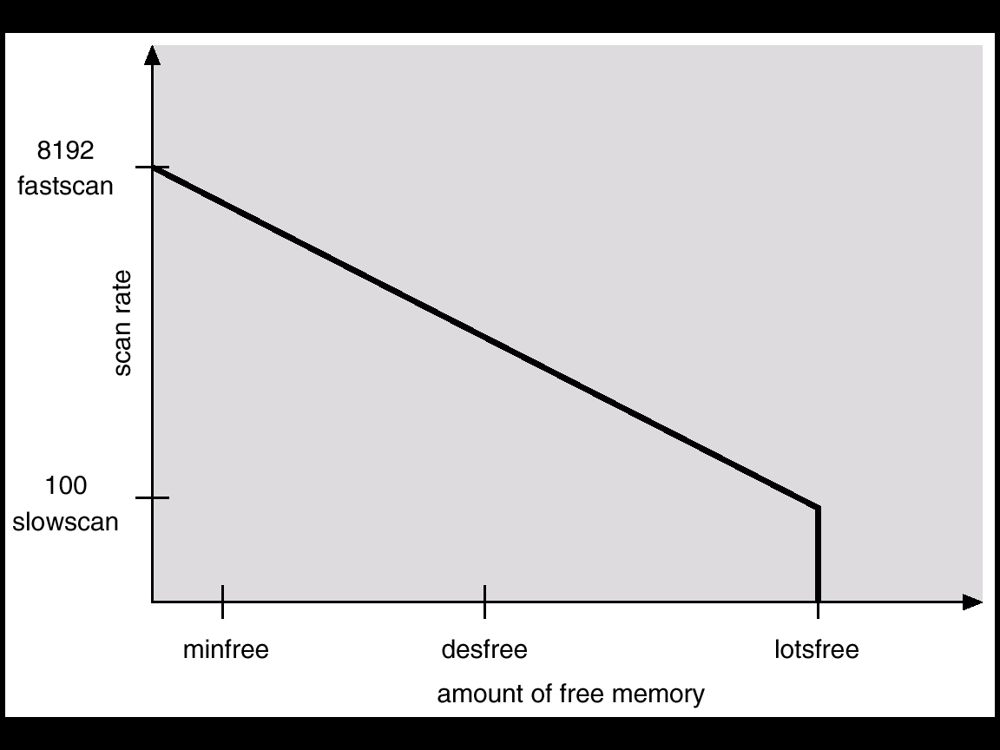 8192
fastscan
scan rate
100
slowscan
minfree
desfree
lotsfree
amount of free memory